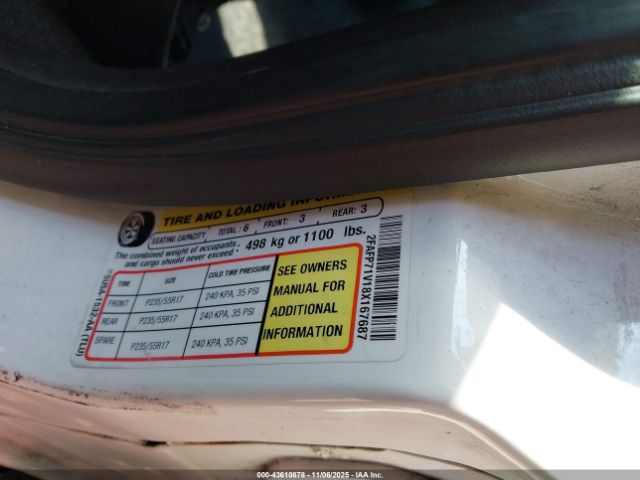 TIRE AND LOADING
SEATING CAPACITY TOTAL: 6 FRONT: 3 REAR: 3
The combined weight of occupants and cargo should never exceed • 498 kg or 1100 lbs.
TIRE SIZE COLD TIRE PRESSURE
FRONT P235/55R17 240 KPA, 35 PSI
REAR P235/55R17 240 KPA, 35 PSI
SPARE P235/55R17 240 KPA, 35 PSI
SEE OWNERS
MANUAL FOR
ADDITIONAL
INFORMATION
2FAFP71V18X167687
000-43610878 - 11/06/2025 - IAA Inc.